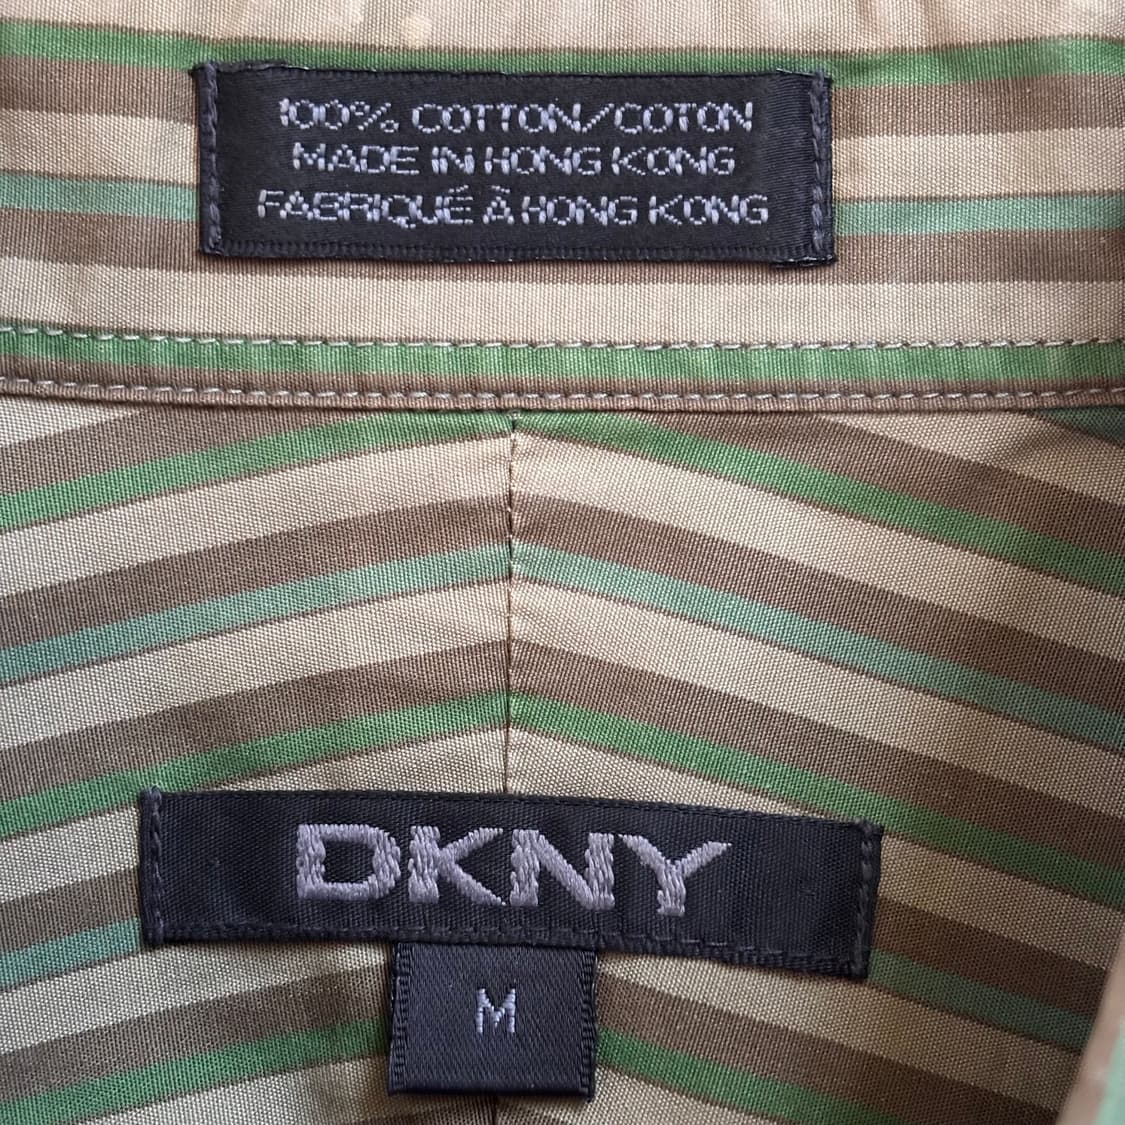 100% COTTON/COTON
MADE IN HONG KONG
FABRIQUÉ À HONG KONG
DKNY
M